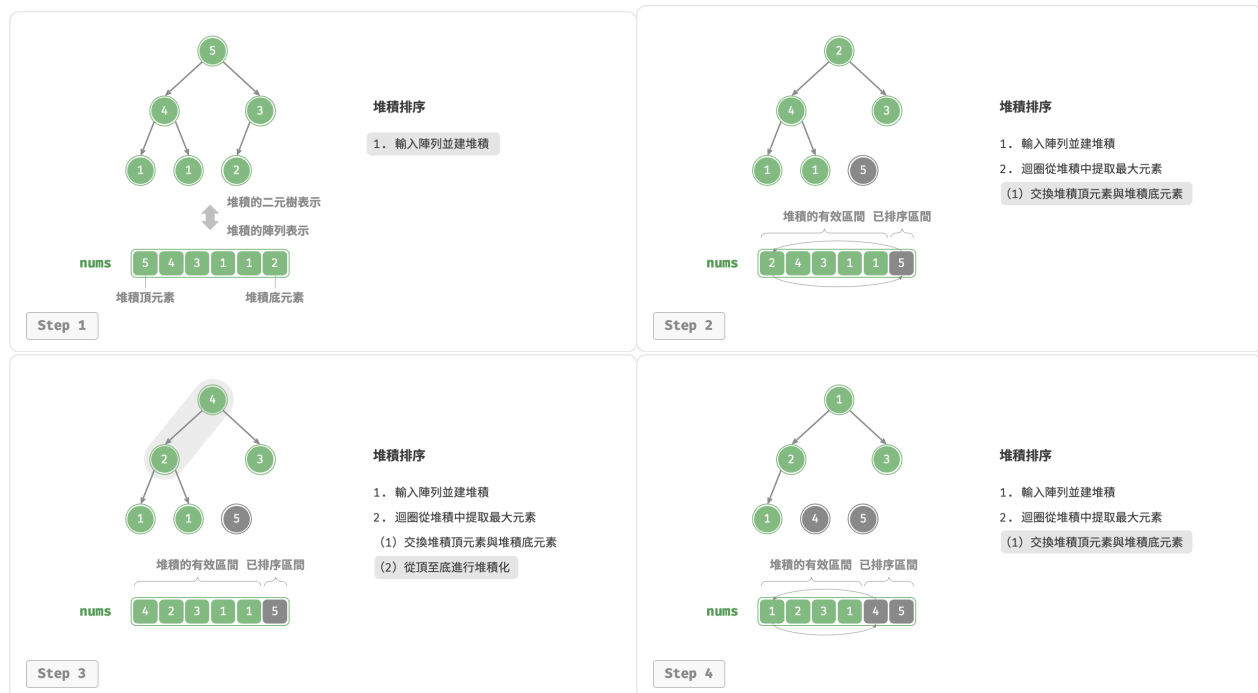 5
4 3
1 1 2
堆積的二元樹表示
堆積的陣列表示
nums 5 4 3 1 1 2
堆積頂元素 堆積底元素
堆積排序
1. 輸入陣列並建堆積
Step 1
2
4 3
1 1 5
堆積的有效區間 已排序區間
nums 2 4 3 1 1 5
堆積排序
1. 輸入陣列並建堆積
2. 迴圈從堆積中提取最大元素
(1) 交換堆積頂元素與堆積底元素
Step 2
4
2 3
1 1 5
堆積的有效區間 已排序區間
nums 4 2 3 1 1 5
堆積排序
1. 輸入陣列並建堆積
2. 迴圈從堆積中提取最大元素
(1) 交換堆積頂元素與堆積底元素
(2) 從頂至底進行堆積化
Step 3
1
2 3
1 4 5
堆積的有效區間 已排序區間
nums 1 2 3 1 4 5
堆積排序
1. 輸入陣列並建堆積
2. 迴圈從堆積中提取最大元素
(1) 交換堆積頂元素與堆積底元素
Step 4